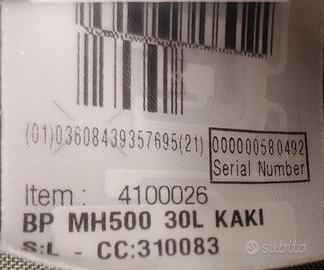 (01)03608439357695(21)
000000580492
Serial Number
Item : 4100026
BP MH500 30L KAKI
S:L - CC:310083
subito